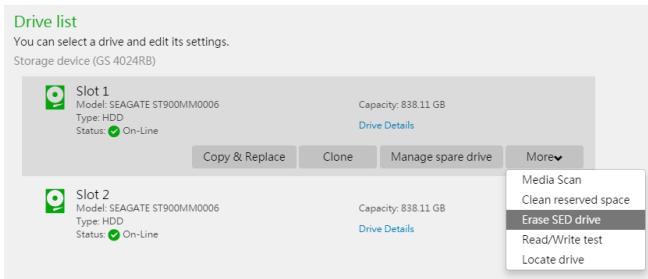 Drive list
You can select a drive and edit its settings.
Storage device (GS 4024RB)
Slot 1
Model: SEAGATE ST900MM0006
Type: HDD
Status: On-Line
Capacity: 838.11 GB
Drive Details
Copy & Replace Clone Manage spare drive More
Media Scan
Clean reserved space
Erase SED drive
Read/Write test
Locate drive
Slot 2
Model: SEAGATE ST900MM0006
Type: HDD
Status: On-Line
Capacity: 838.11 GB
Drive Details